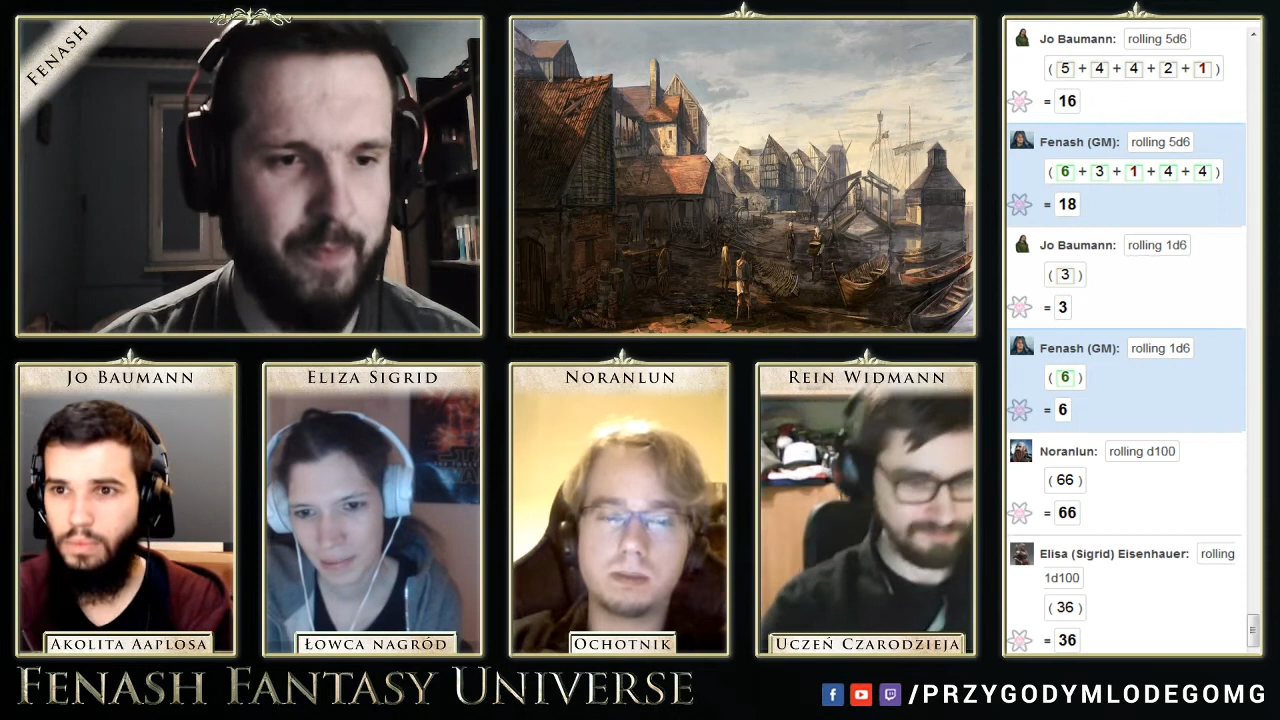 FENASH
JO BAUMANN
AKOLITA AAPLOSA
ELIZA SIGRID
ŁOWCA NAGRÓD
NORANLUN
OCHOTNIK
REIN WIDMANN
UCZEŃ CZARODZIEJA
Jo Baumann: rolling 5d6
( 5 + 4 + 4 + 2 + 1 )
= 16
Fenash (GM): rolling 5d6
( 6 + 3 + 1 + 4 + 4 )
= 18
Jo Baumann: rolling 1d6
( 3 )
= 3
Fenash (GM): rolling 1d6
( 6 )
= 6
Noranlun: rolling d100
( 66 )
= 66
Elisa (Sigrid) Eisenhauer: rolling
1d100
( 36 )
= 36
FENASH FANTASY UNIVERSE
/PRZYGODYMLODEGOMG